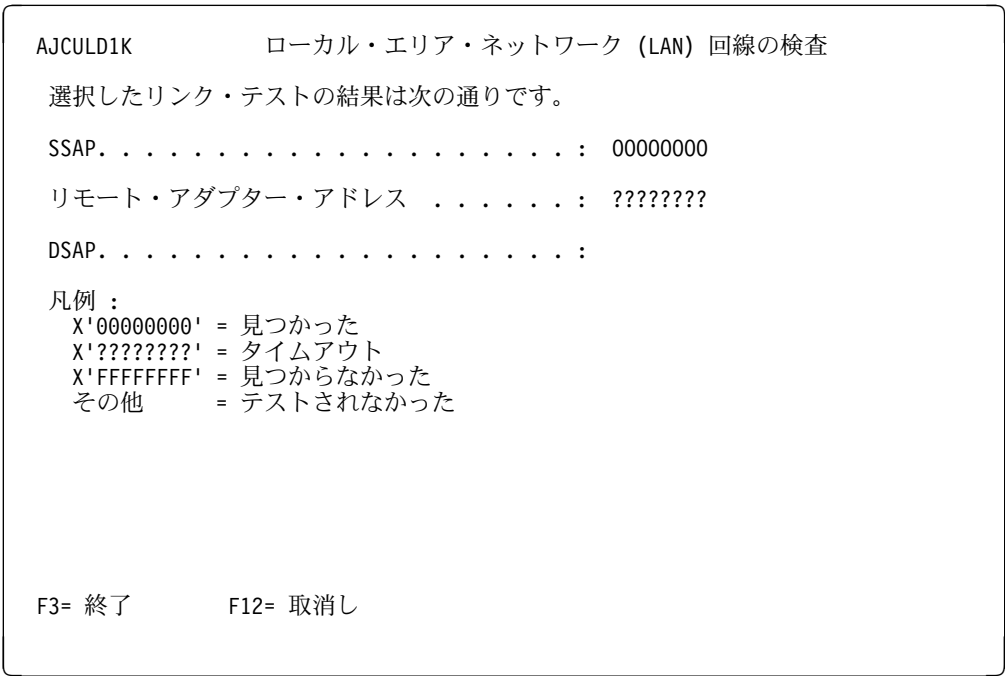 AJCULD1K ローカル・エリア・ネットワーク (LAN) 回線の検査
選択したリンク・テストの結果は次の通りです。
SSAP. . . . . . . . . . . . . . . . . . . . : 00000000
リモート・アダプター・アドレス . . . . . . : ????????
DSAP. . . . . . . . . . . . . . . . . . . . :
凡例 :
X'00000000' = 見つかった
X'????????' = タイムアウト
X'FFFFFFFF' = 見つからなかった
その他 = テストされなかった
F3= 終了 F12= 取消し